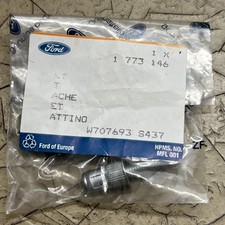 Ford
1 X
1 773 146
ACHE
ET
ATTINO
W707693 S437
Ford of Europe
HPMS. NO.
MFL 001